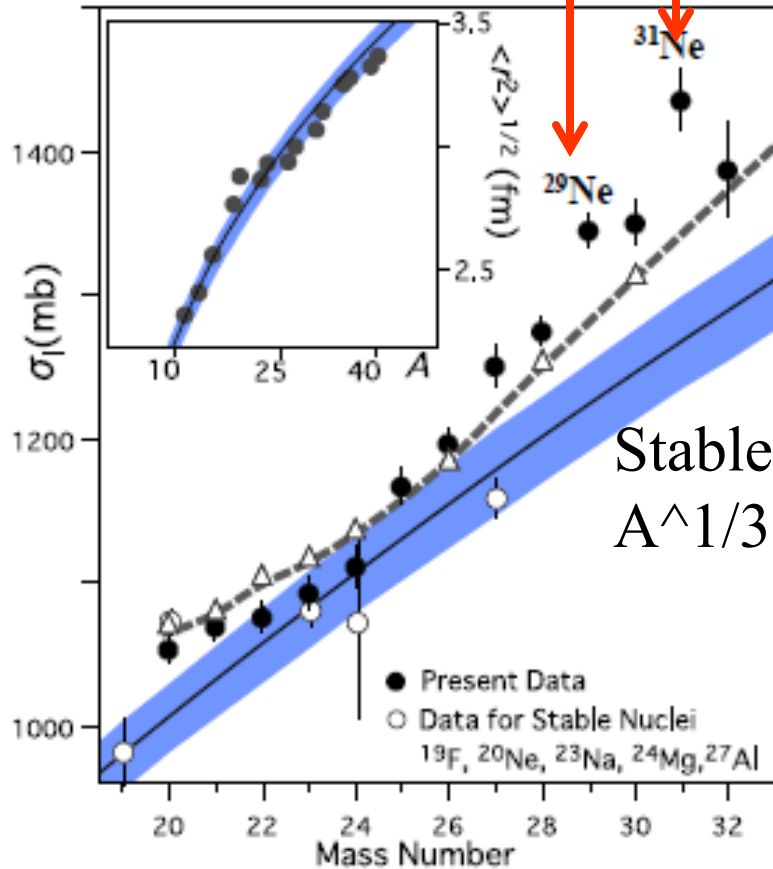 3.5
<r²>^1/2 (fm)
2.5
10 25 40 A
³¹Ne
²⁹Ne
1400
σI(mb)
1200
1000
Stable
A^1/3
Present Data
Data for Stable Nuclei
¹⁹F, ²⁰Ne, ²³Na, ²⁴Mg,²⁷Al
20 22 24 26 28 30 32
Mass Number